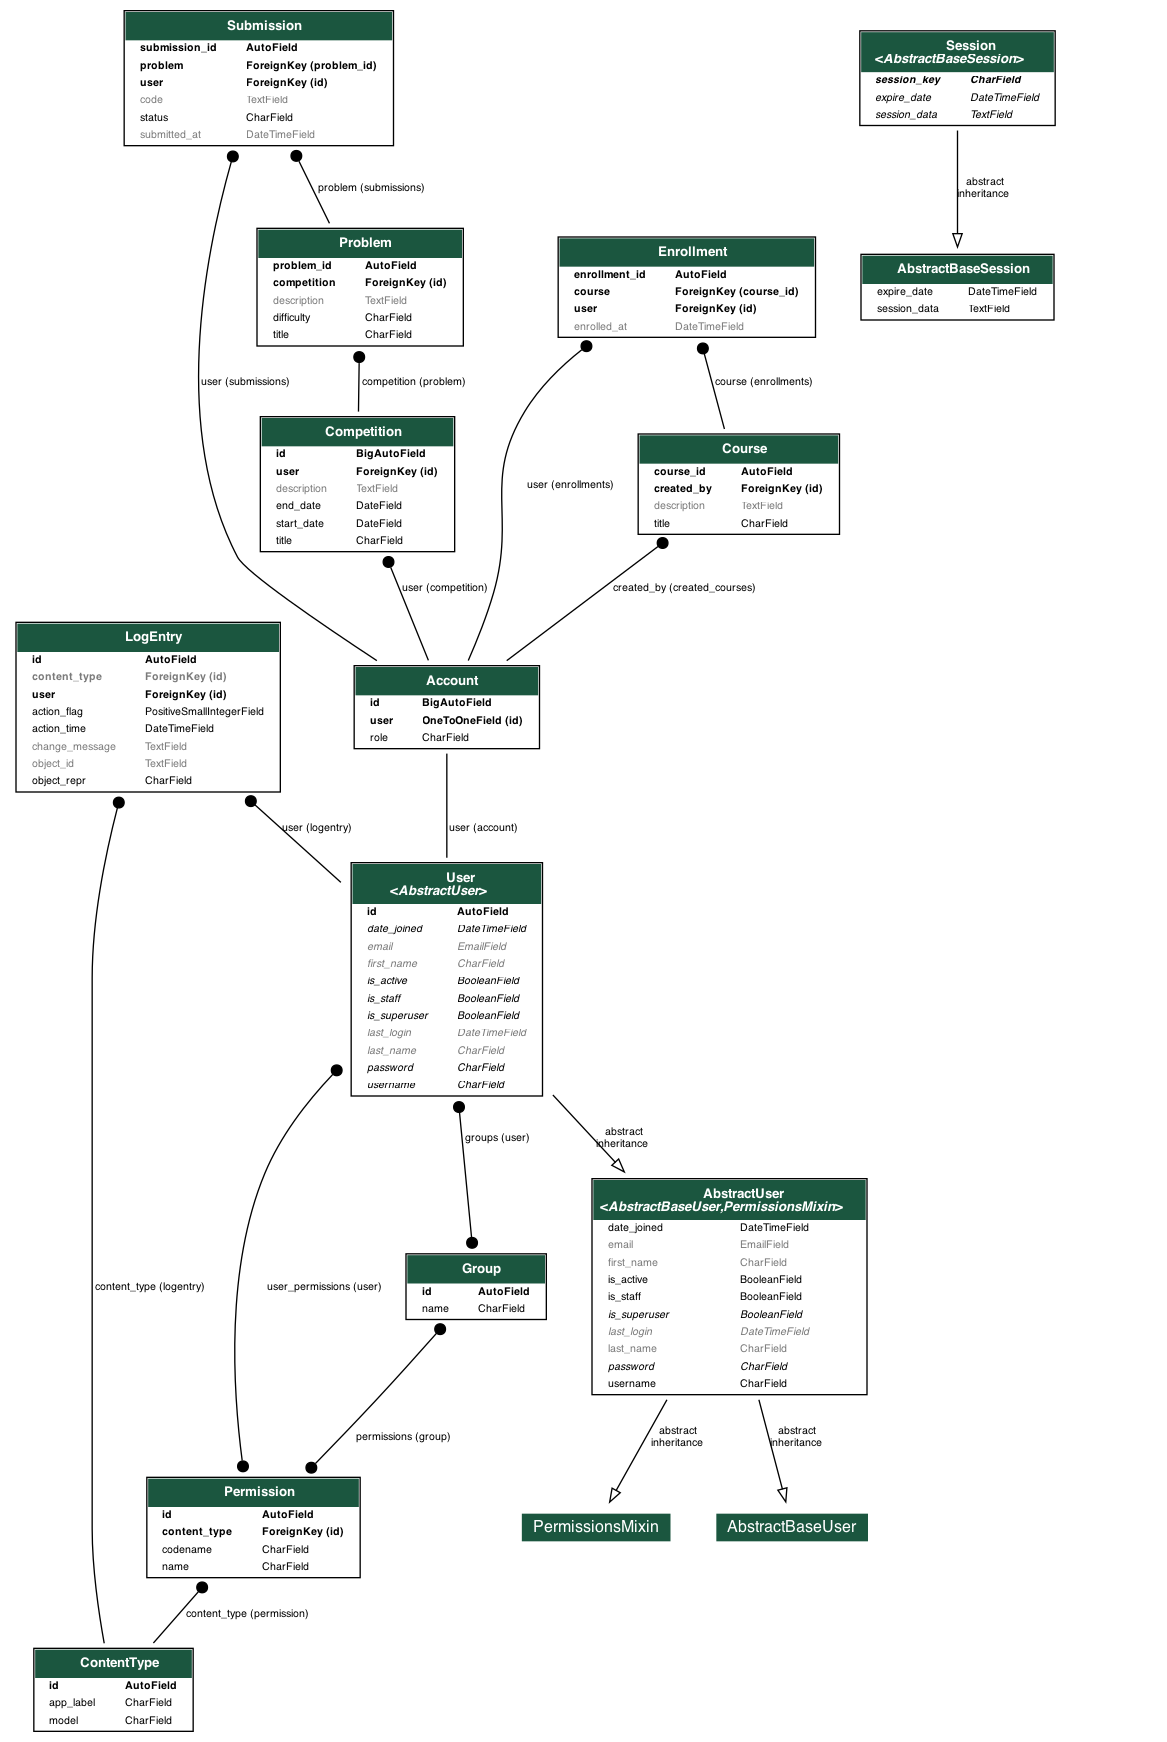 Submission
submission_id AutoField
problem ForeignKey (problem_id)
user ForeignKey (id)
code TextField
status CharField
submitted_at DateTimeField
problem (submissions)
user (submissions)
Problem
problem_id AutoField
competition ForeignKey (id)
description TextField
difficulty CharField
title CharField
competition (problem)
Competition
id BigAutoField
user ForeignKey (id)
description TextField
end_date DateField
start_date DateField
title CharField
user (competition)
Enrollment
enrollment_id AutoField
course ForeignKey (course_id)
user ForeignKey (id)
enrolled_at DateTimeField
course (enrollments)
user (enrollments)
Course
course_id AutoField
created_by ForeignKey (id)
description TextField
title CharField
created_by (created_courses)
Session
<AbstractBaseSession>
session_key CharField
expire_date DateTimeField
session_data TextField
abstract
inheritance
AbstractBaseSession
expire_date DateTimeField
session_data TextField
LogEntry
id AutoField
content_type ForeignKey (id)
user ForeignKey (id)
action_flag PositiveSmallIntegerField
action_time DateTimeField
change_message TextField
object_id TextField
object_repr CharField
user (logentry)
content_type (logentry)
Account
id BigAutoField
user OneToOneField (id)
role CharField
user (account)
User
<AbstractUser>
id AutoField
date_joined DateTimeField
email EmailField
first_name CharField
is_active BooleanField
is_staff BooleanField
is_superuser BooleanField
last_login DateTimeField
last_name CharField
password CharField
username CharField
groups (user)
user_permissions (user)
abstract
inheritance
AbstractUser
<AbstractBaseUser,PermissionsMixin>
date_joined DateTimeField
email EmailField
first_name CharField
is_active BooleanField
is_staff BooleanField
is_superuser BooleanField
last_login DateTimeField
last_name CharField
password CharField
username CharField
abstract
inheritance
abstract
inheritance
PermissionsMixin
AbstractBaseUser
Group
id AutoField
name CharField
permissions (group)
Permission
id AutoField
content_type ForeignKey (id)
codename CharField
name CharField
content_type (permission)
ContentType
id AutoField
app_label CharField
model CharField